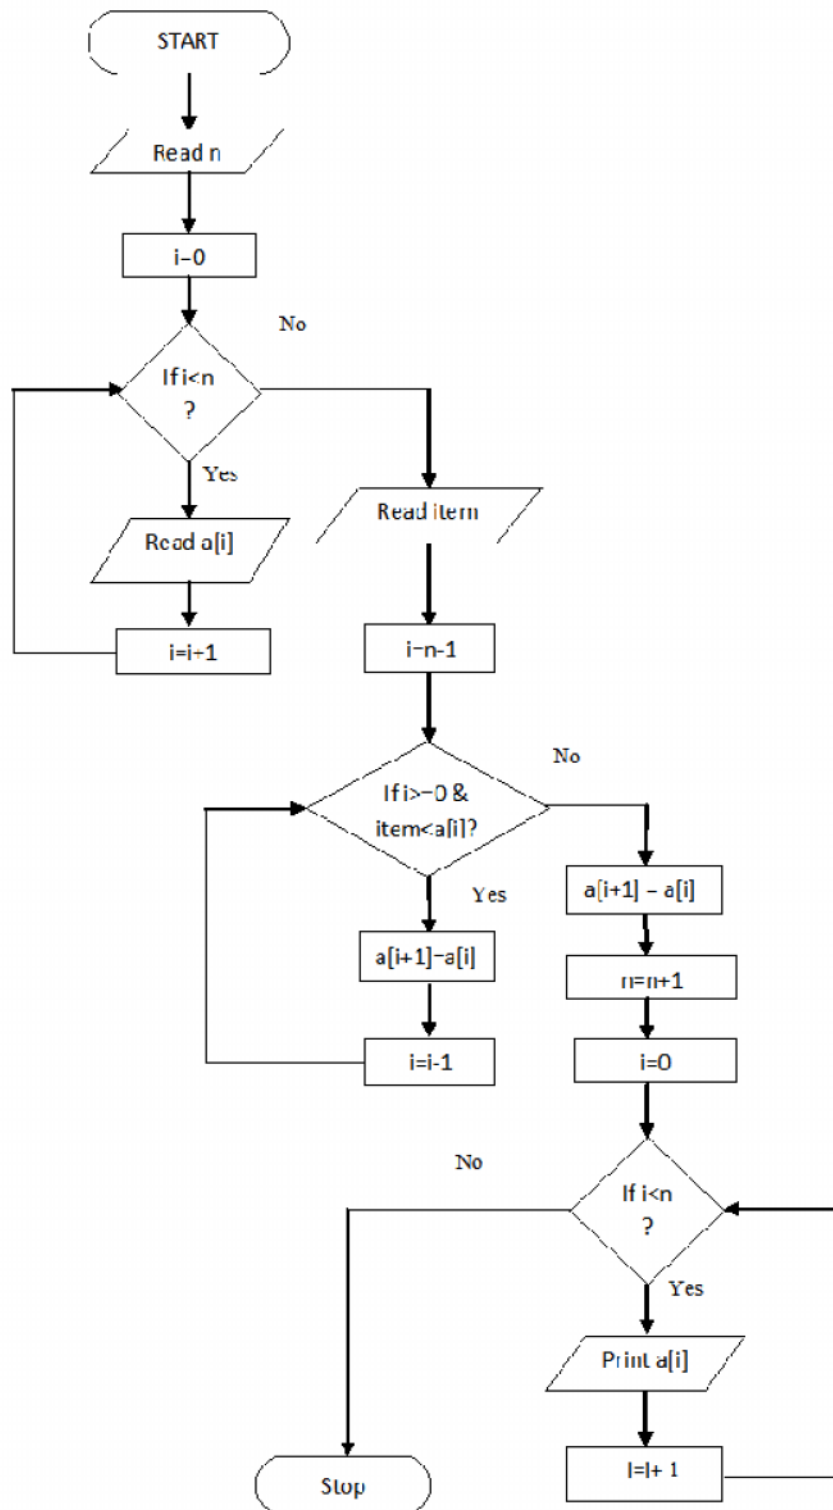 START
Read n
i=0
No
If i<n
?
Yes
Read a[i]
i=i+1
Read item
i=n-1
No
If i>=0 &
item<a[i]?
Yes
a[i+1]=a[i]
i=i-1
a[i+1] = a[i]
n=n+1
i=0
No
If i<n
?
Yes
Print a[i]
I=I+ 1
Stop